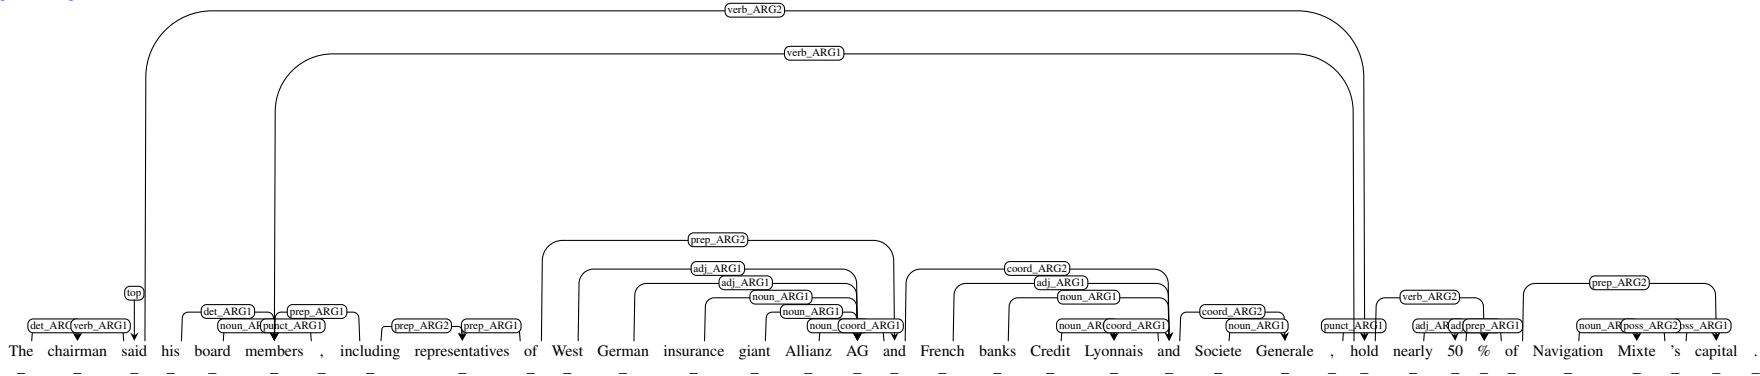 verb_ARG2
verb_ARG1
prep_ARG2
adj_ARG1 coord_ARG2
adj_ARG1 adj_ARG1 prep_ARG2
top noun_ARG1 noun_ARG1 verb_ARG2
det_ARG1 prep_ARG1 noun_ARG1 coord_ARG2
verb_ARG1 prep_ARG2 prep_ARG1 coord_ARG1 coord_ARG1 noun_ARG1 punct_ARG1 prep_ARG1 poss_ARG2
The chairman said his board members , including representatives of West German insurance giant Allianz AG and French banks Credit Lyonnais and Societe Generale , hold nearly 50 % of Navigation Mixte 's capital .